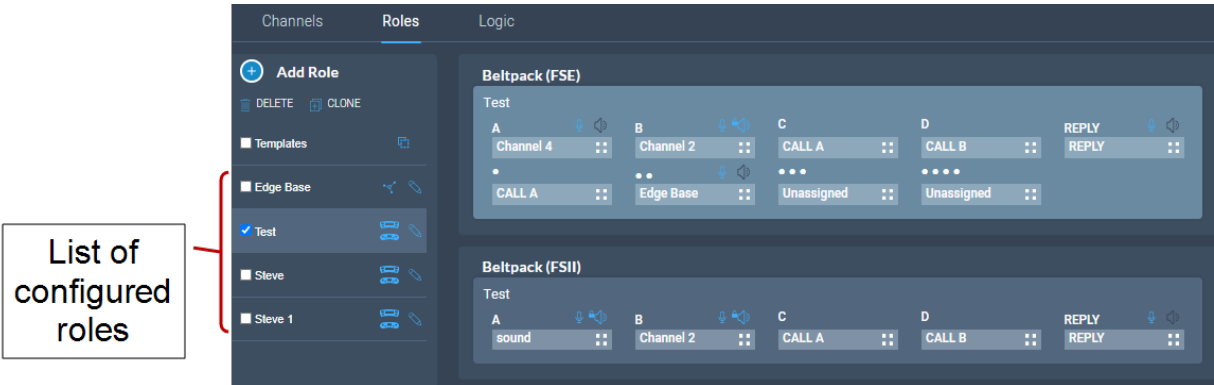 Channels Roles Logic
Add Role
DELETE CLONE
Templates
Edge Base
Test
Steve
Steve 1
List of
configured
roles
Beltpack (FSE)
Test
A B C D REPLY
Channel 4 Channel 2 CALL A CALL B REPLY
CALL A Edge Base Unassigned Unassigned
Beltpack (FSII)
Test
A B C D REPLY
sound Channel 2 CALL A CALL B REPLY